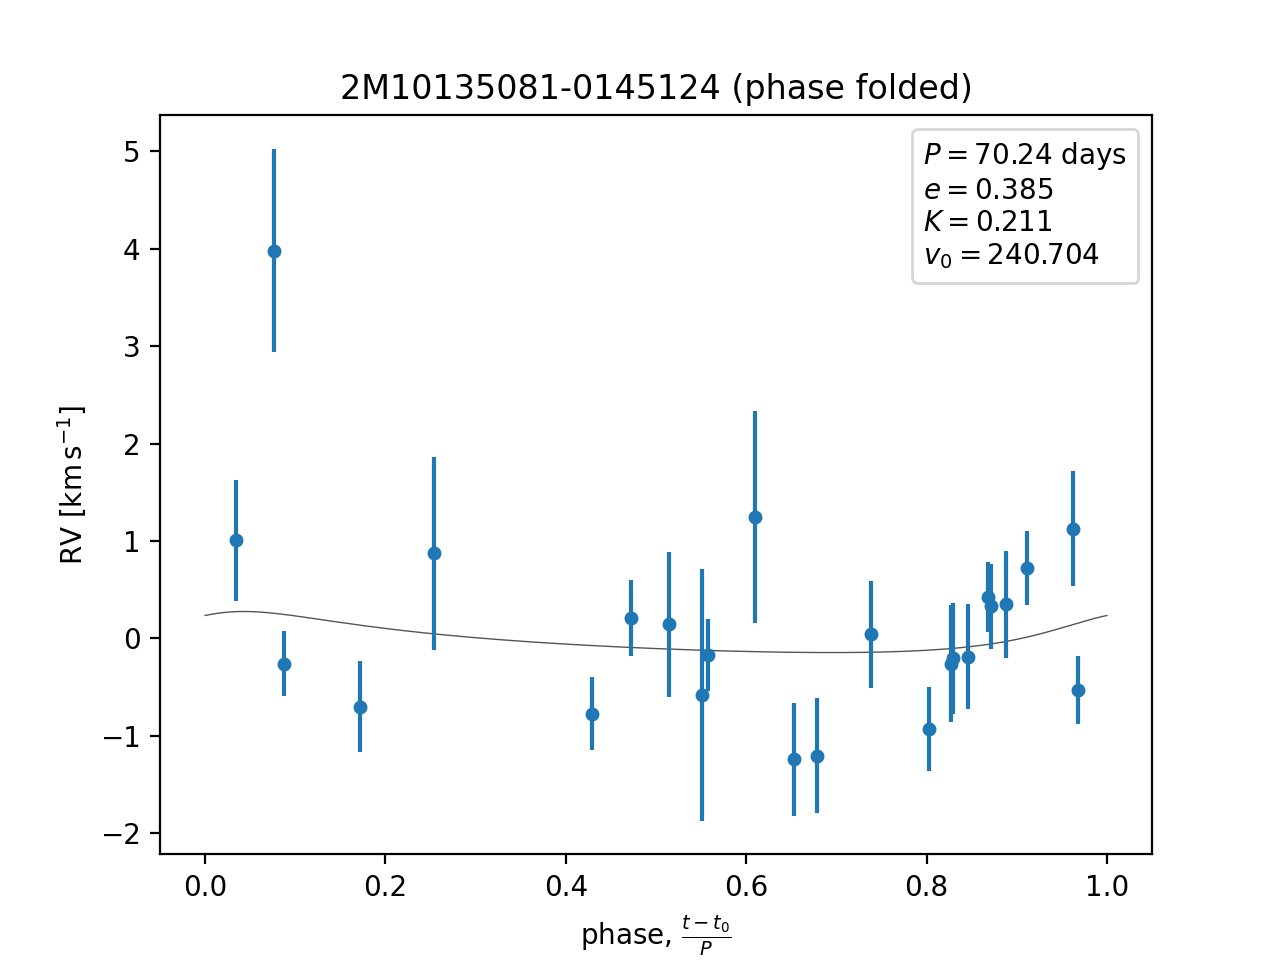 2M10135081-0145124 (phase folded)
P = 70.24 days
e = 0.385
K = 0.211
v₀ = 240.704
5
4
3
2
1
0
−1
−2
RV [km s⁻¹]
0.0 0.2 0.4 0.6 0.8 1.0
phase, (t − t₀)/P